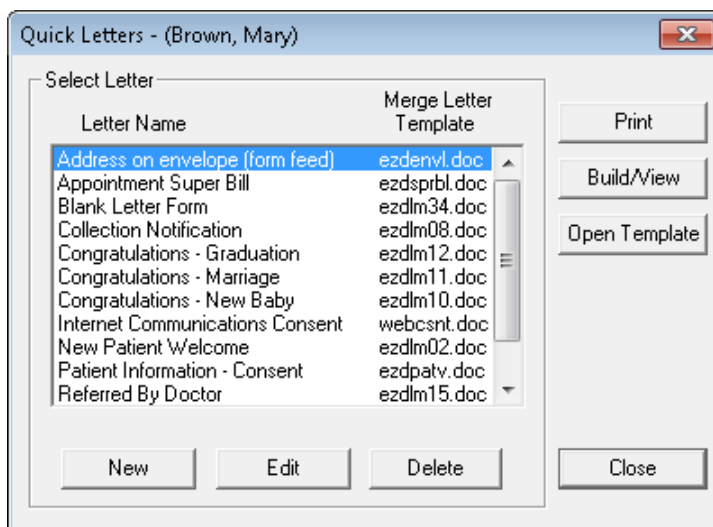 Quick Letters - (Brown, Mary)
Select Letter
Letter Name Merge Letter Template
Address on envelope (form feed) ezdenvl.doc
Appointment Super Bill ezdsprbl.doc
Blank Letter Form ezdlm34.doc
Collection Notification ezdlm08.doc
Congratulations - Graduation ezdlm12.doc
Congratulations - Marriage ezdlm11.doc
Congratulations - New Baby ezdlm10.doc
Internet Communications Consent webcsnt.doc
New Patient Welcome ezdlm02.doc
Patient Information - Consent ezdpatv.doc
Referred By Doctor ezdlm15.doc
New Edit Delete
Print
Build/View
Open Template
Close